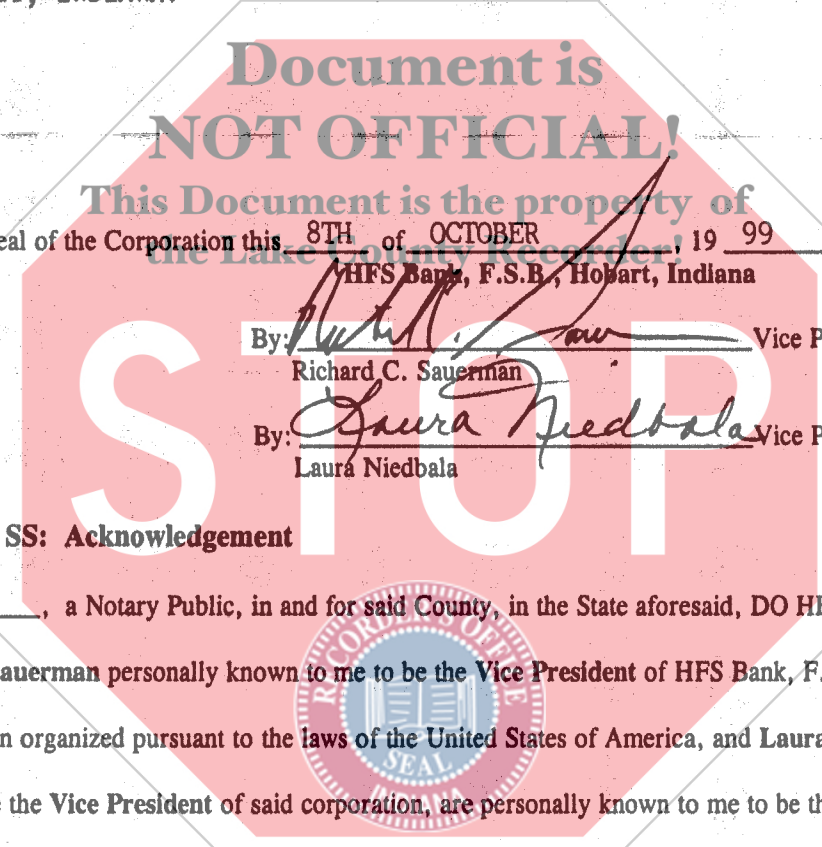 Document is
NOT OFFICIAL!
This Document is the property of
the Lake County Recorder!
eal of the Corporation this 8TH of OCTOBER, 19 99
HFS Bank, F.S.B., Hobart, Indiana
By: Vice P
Richard C. Sauerman
By: Laura Niedbala Vice P
Laura Niedbala
STOP
SS: Acknowledgement
, a Notary Public, in and for said County, in the State aforesaid, DO HE
auerman personally known to me to be the Vice President of HFS Bank, F.
n organized pursuant to the laws of the United States of America, and Laura
e the Vice President of said corporation, are personally known to me to be th
RECORDER'S OFFICE
SEAL
INDIANA